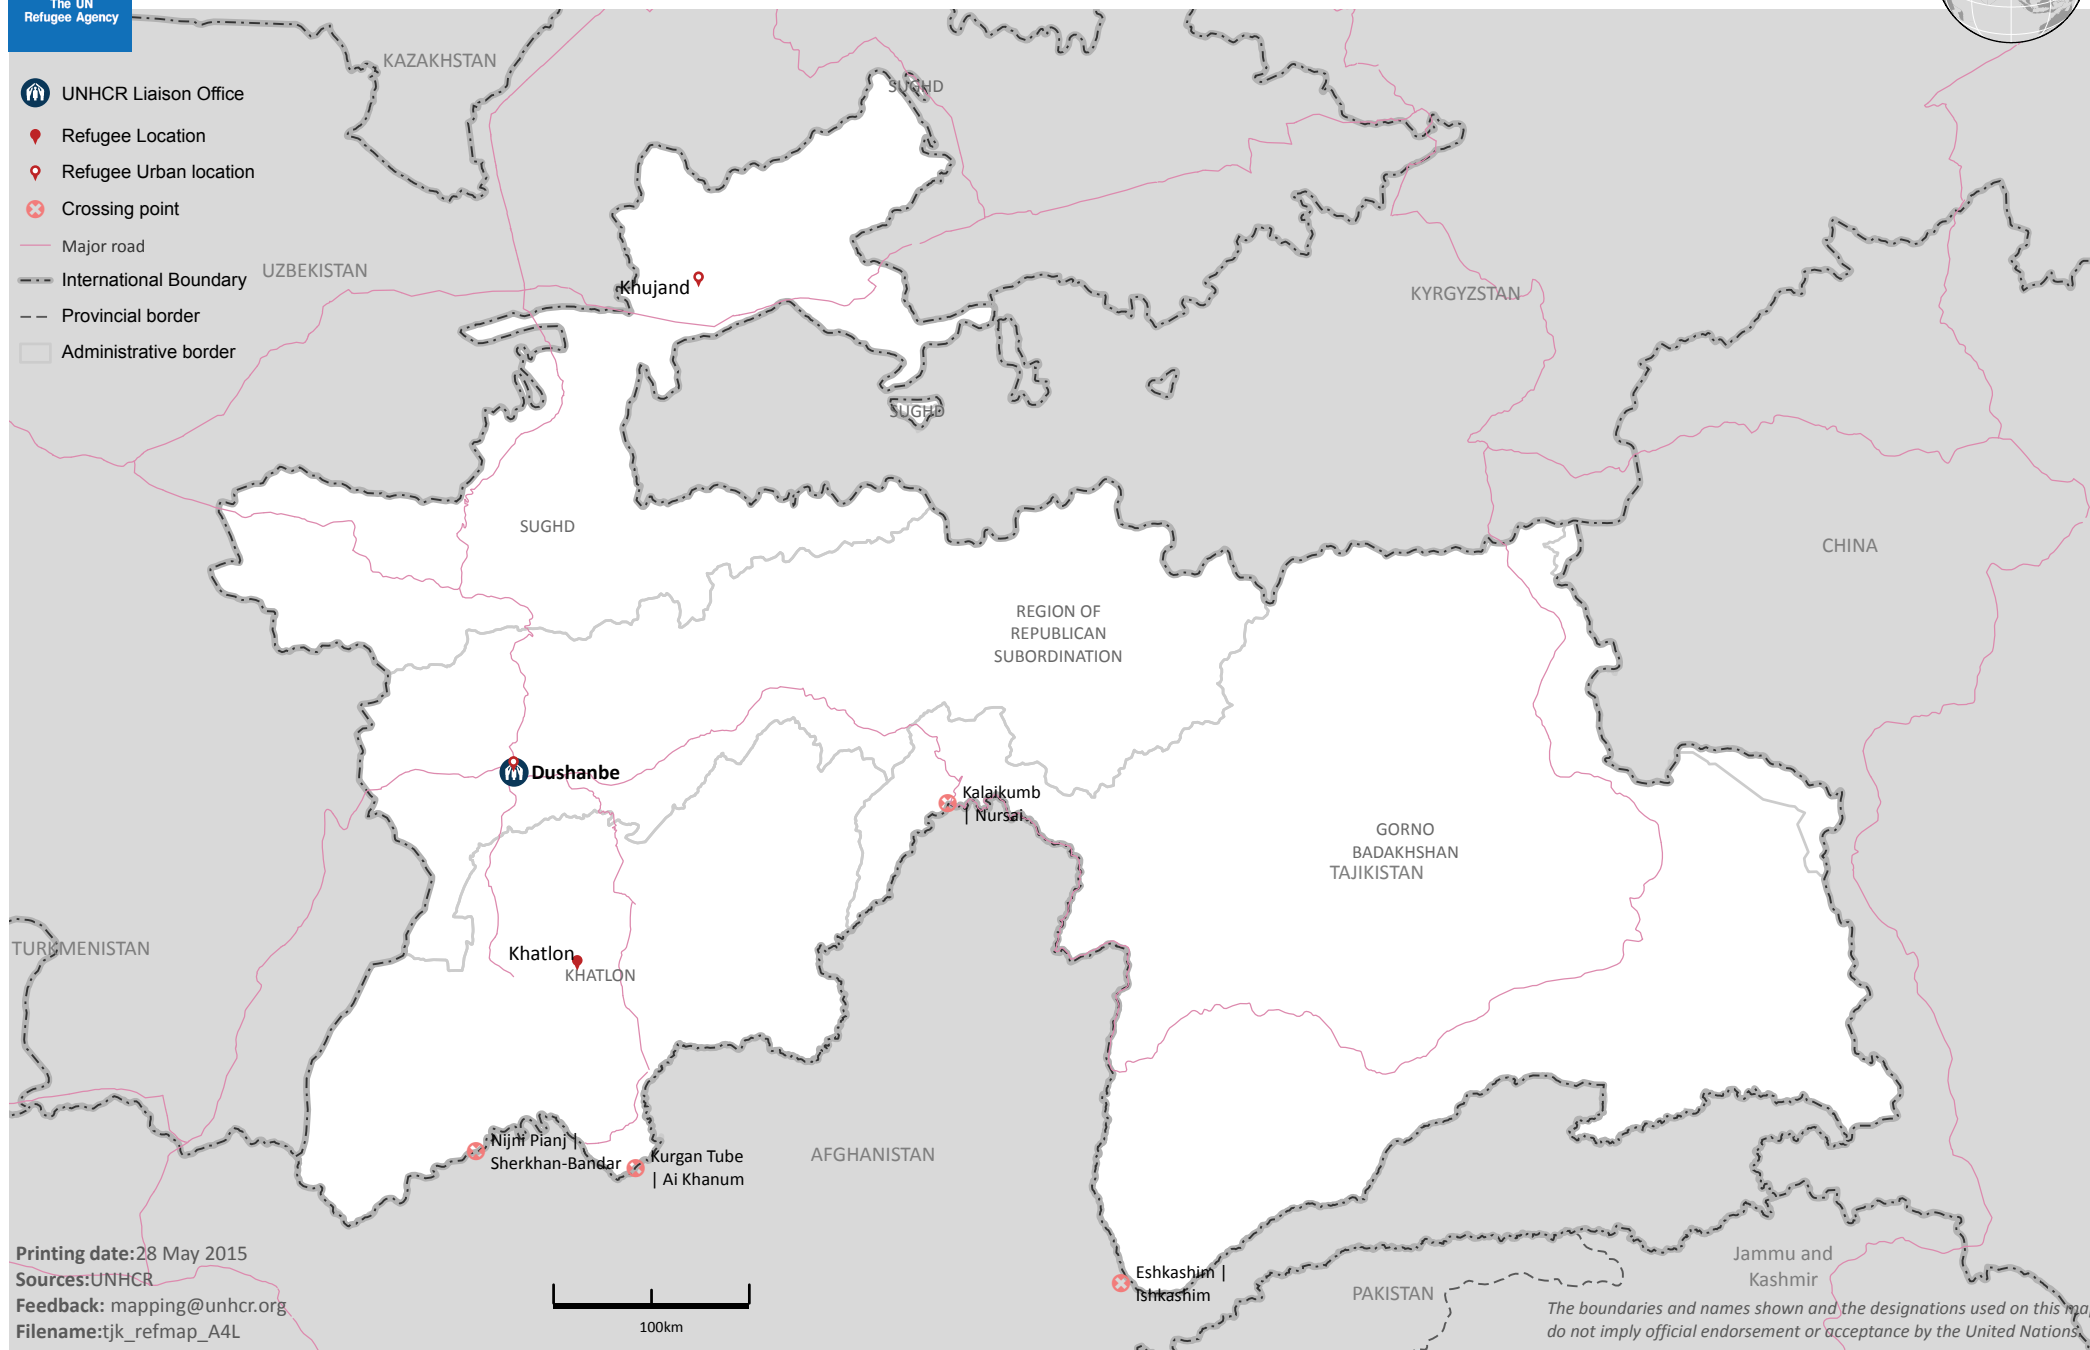 The UN
Refugee Agency
UNHCR Liaison Office
Refugee Location
Refugee Urban location
Crossing point
Major road
International Boundary
Provincial border
Administrative border
KAZAKHSTAN
SUGHD
UZBEKISTAN
Khujand
KYRGYZSTAN
SUGHD
SUGHD
CHINA
REGION OF
REPUBLICAN
SUBORDINATION
Dushanbe
Kalaikumb
| Nursai
GORNO
BADAKHSHAN
TAJIKISTAN
TURKMENISTAN
Khatlon
KHATLON
Nijni Pianj |
Sherkhan-Bandar
Kurgan Tube
| Ai Khanum
AFGHANISTAN
Eshkashim |
Ishkashim
PAKISTAN
Jammu and
Kashmir
Printing date:28 May 2015
Sources:UNHCR
Feedback: mapping@unhcr.org
Filename:tjk_refmap_A4L
100km
The boundaries and names shown and the designations used on this ma
do not imply official endorsement or acceptance by the United Nations.